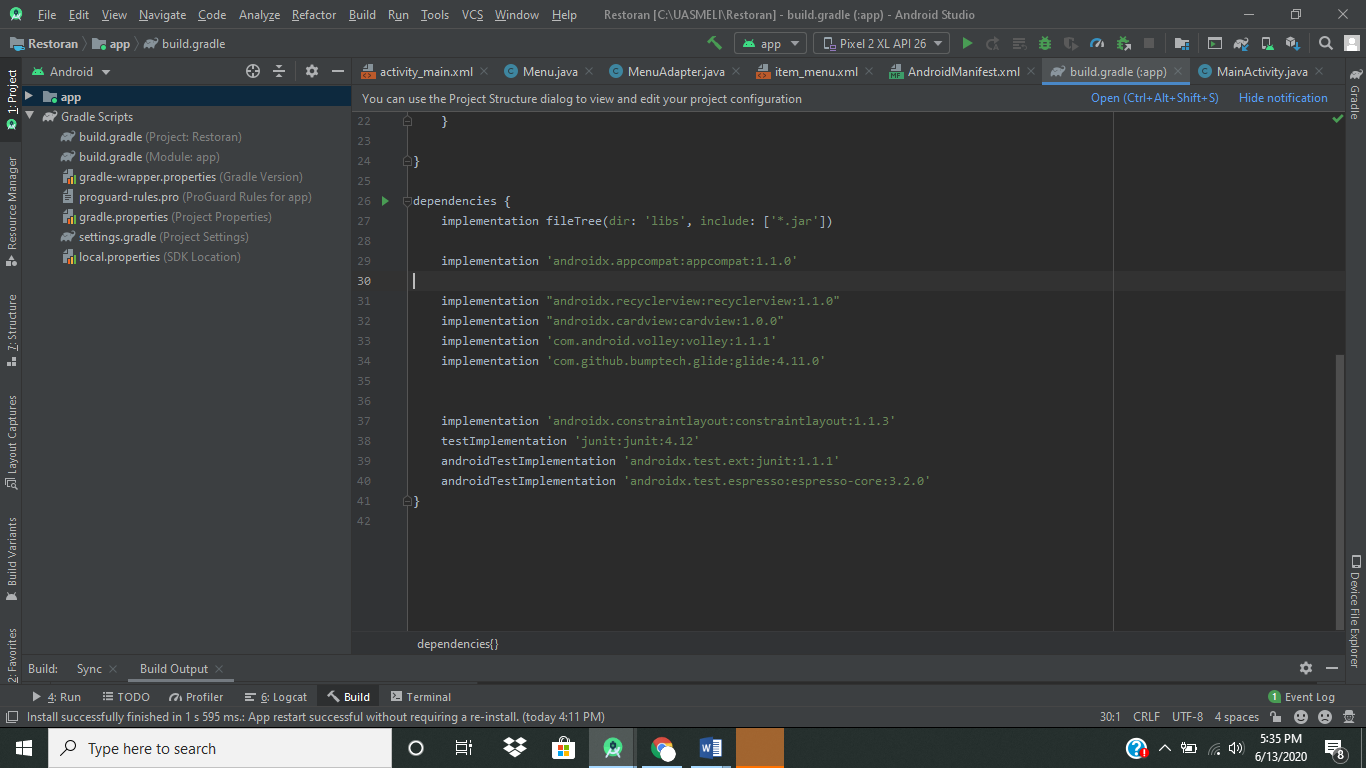 File Edit View Navigate Code Analyze Refactor Build Run Tools VCS Window Help Restoran [C:\UASMELI\Restoran] - build.gradle (:app) - Android Studio
Restoran app build.gradle app Pixel 2 XL API 26
Android activity_main.xml Menu.java MenuAdapter.java item_menu.xml AndroidManifest.xml build.gradle (:app) MainActivity.java
You can use the Project Structure dialog to view and edit your project configuration Open (Ctrl+Alt+Shift+S) Hide notification
1: Project
Resource Manager
7: Structure
Layout Captures
Build Variants
2: Favorites
app
Gradle Scripts
build.gradle (Project: Restoran)
build.gradle (Module: app)
gradle-wrapper.properties (Gradle Version)
proguard-rules.pro (ProGuard Rules for app)
gradle.properties (Project Properties)
settings.gradle (Project Settings)
local.properties (SDK Location)
22 }
23
24 }
25
26 dependencies {
27 implementation fileTree(dir: 'libs', include: ['*.jar'])
28
29 implementation 'androidx.appcompat:appcompat:1.1.0'
30
31 implementation "androidx.recyclerview:recyclerview:1.1.0"
32 implementation "androidx.cardview:cardview:1.0.0"
33 implementation 'com.android.volley:volley:1.1.1'
34 implementation 'com.github.bumptech.glide:glide:4.11.0'
35
36
37 implementation 'androidx.constraintlayout:constraintlayout:1.1.3'
38 testImplementation 'junit:junit:4.12'
39 androidTestImplementation 'androidx.test.ext:junit:1.1.1'
40 androidTestImplementation 'androidx.test.espresso:espresso-core:3.2.0'
41 }
42
dependencies{}
Gradle
Device File Explorer
Build: Sync Build Output
4: Run TODO Profiler 6: Logcat Build Terminal 1 Event Log
Install successfully finished in 1 s 595 ms.: App restart successful without requiring a re-install. (today 4:11 PM) 30:1 CRLF UTF-8 4 spaces
Type here to search
5:35 PM
6/13/2020
8